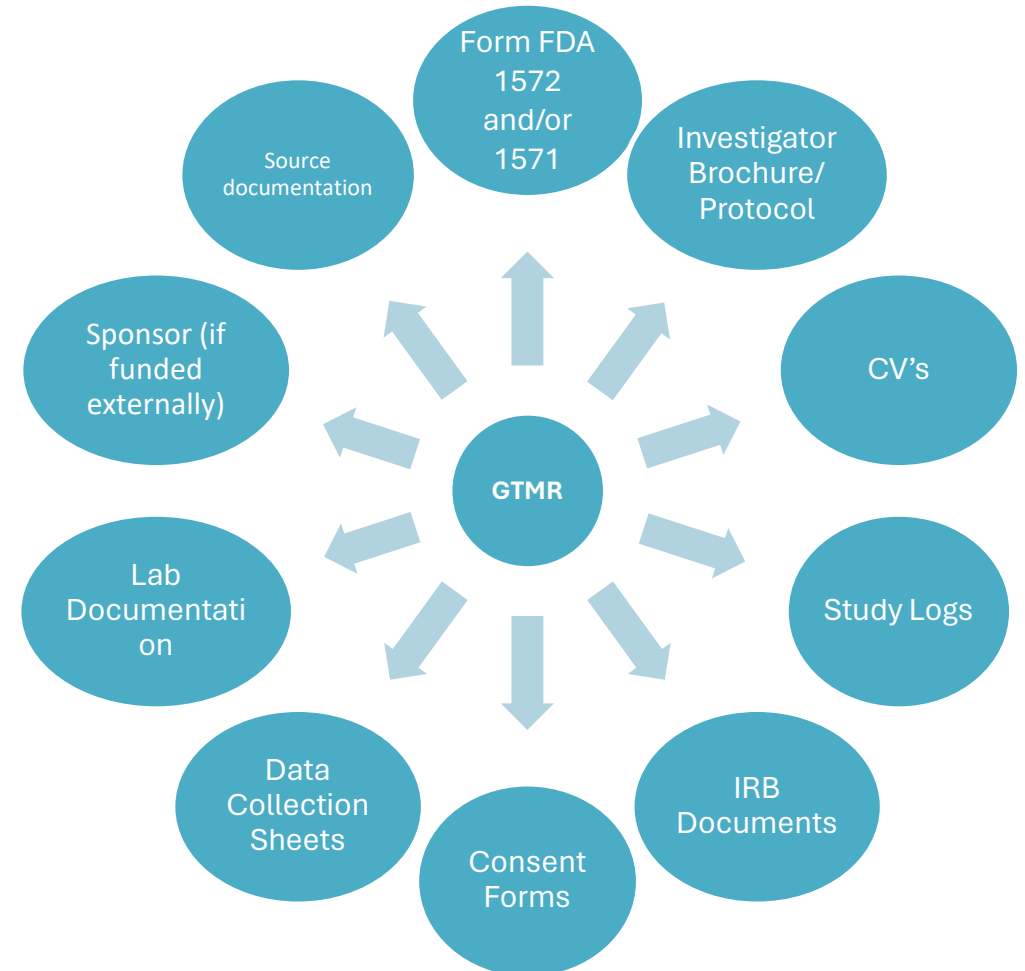 Form FDA
1572
and/or
1571
Investigator
Brochure/
Protocol
CV’s
Study Logs
IRB
Documents
Consent
Forms
Data
Collection
Sheets
Lab
Documentati
on
Sponsor (if
funded
externally)
Source
documentation
GTMR